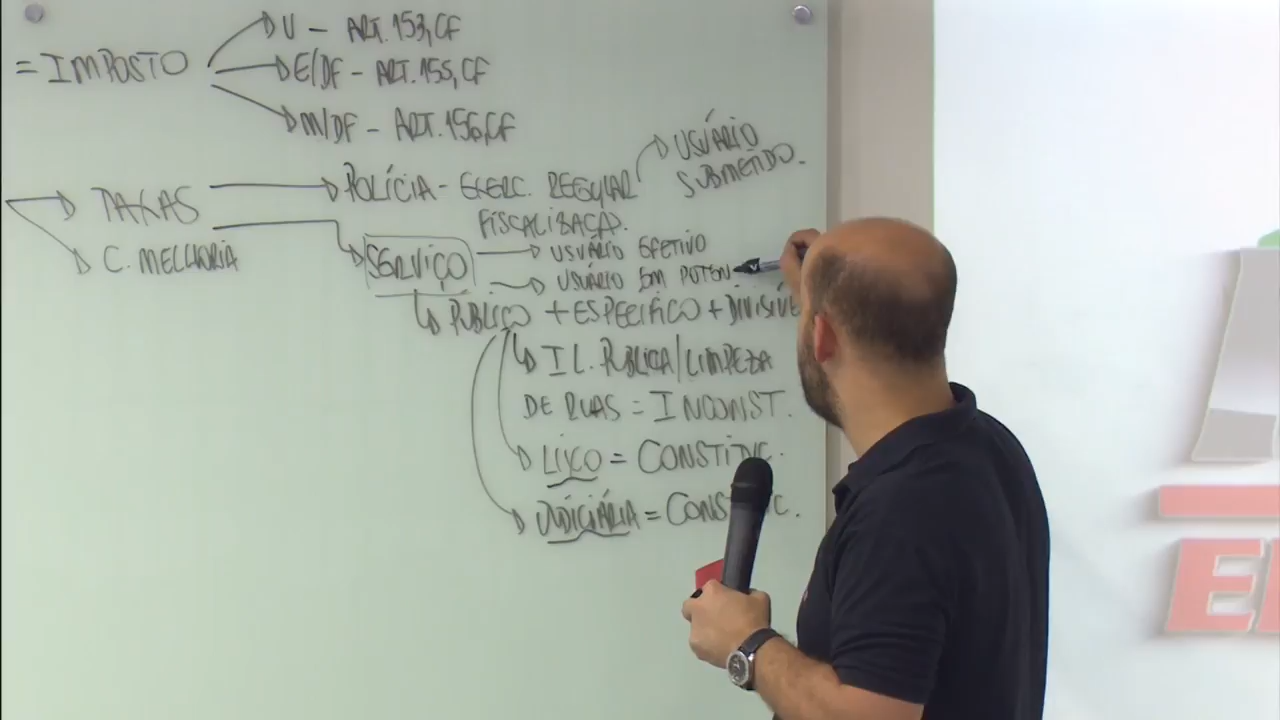 U - ART. 153, CF
= IMPOSTO
E/DF - ART. 155, CF
M/DF - ART. 156, CF
USUÁRIO
SUBMETIDO.
TAXAS
POLÍCIA - EXERC. REGULAR
FISCALIZAÇÃO.
C. MELHORIA
SERVIÇO
USUÁRIO EFETIVO
USUÁRIO EM POTEN
PÚBLICO + ESPECÍFICO + DIVISÍVE
IL. PÚBLICA/LIMPEZA
DE RUAS = INCONST.
LIXO = CONSTITUC.
JUDICIÁRIA = CONS C.
E